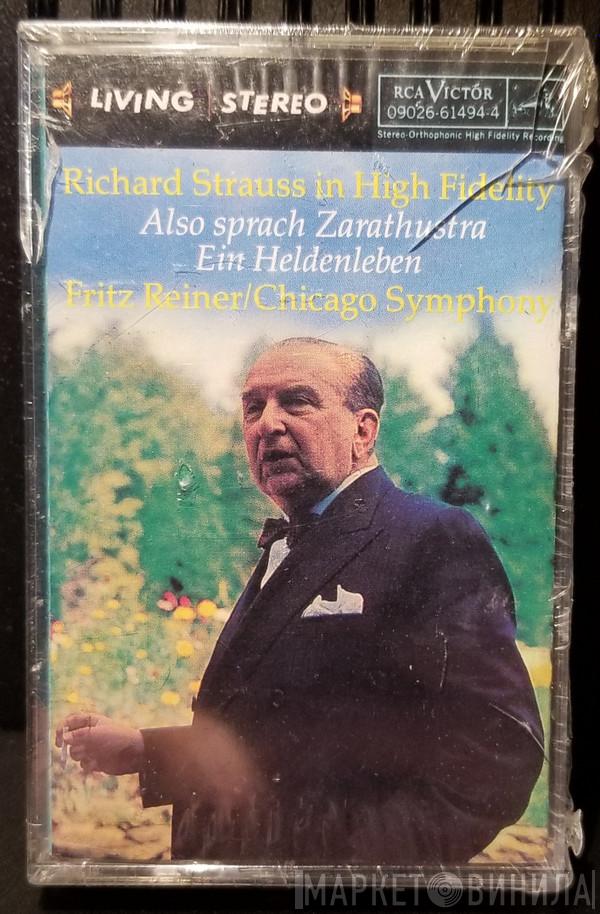 LIVING STEREO
RCA VICTOR
09026-61494-4
Stereo-Orthophonic High Fidelity Recording
Richard Strauss in High Fidelity
Also sprach Zarathustra
Ein Heldenleben
Fritz Reiner/Chicago Symphony
МАРКЕТ ВИНИЛА